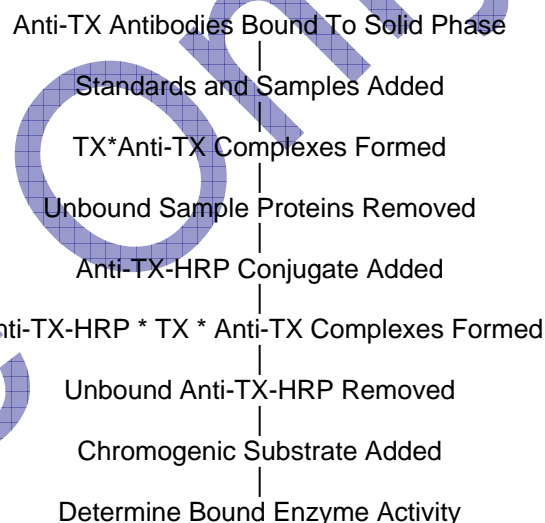 Anti-TX Antibodies Bound To Solid Phase
Standards and Samples Added
TX*Anti-TX Complexes Formed
Unbound Sample Proteins Removed
Anti-TX-HRP Conjugate Added
nti-TX-HRP * TX * Anti-TX Complexes Formed
Unbound Anti-TX-HRP Removed
Chromogenic Substrate Added
Determine Bound Enzyme Activity